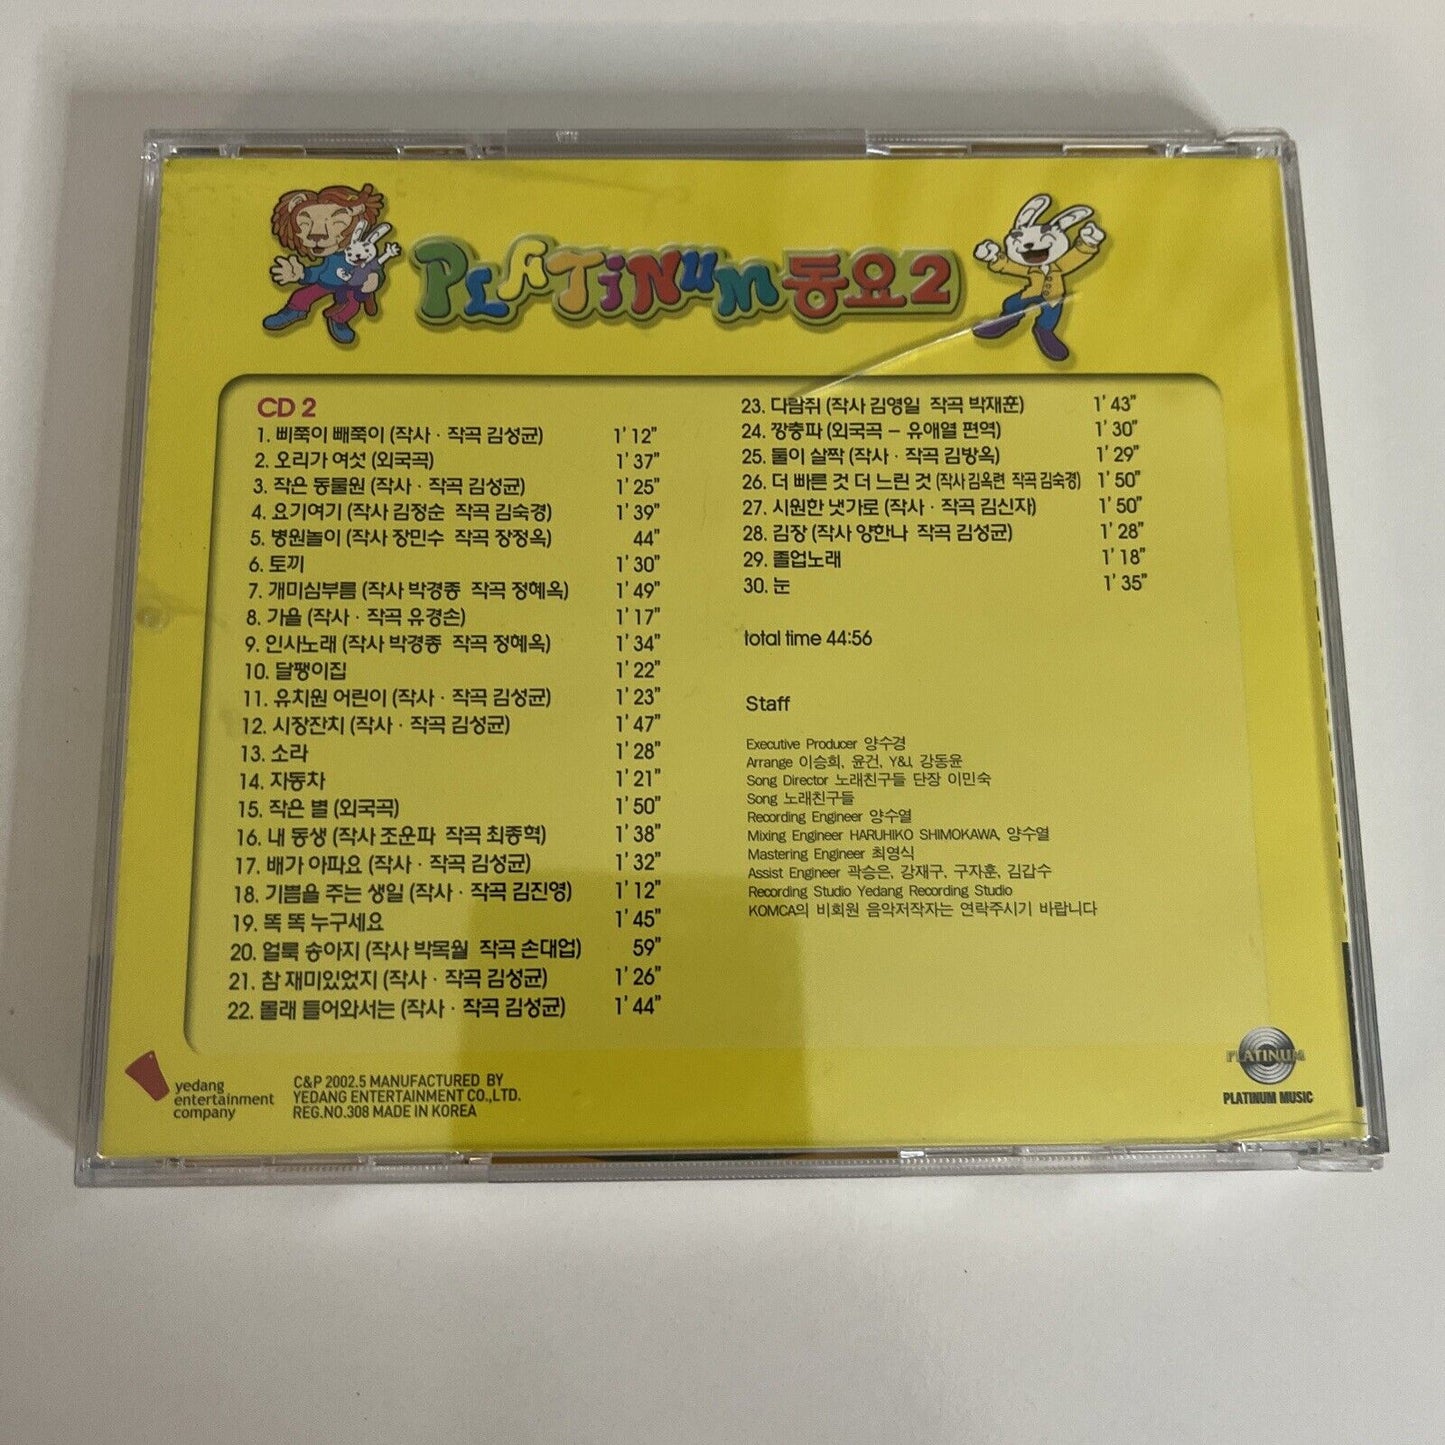 PLATiNUM동요2
CD 2
1. 삐쭉이 빼쭉이 (작사 · 작곡 김성균) 1' 12"
2. 오리가 여섯 (외국곡) 1' 37"
3. 작은 동물원 (작사 · 작곡 김성균) 1' 25"
4. 요기여기 (작사 김정순 작곡 김숙경) 1' 39"
5. 병원놀이 (작사 장민수 작곡 장정옥) 44"
6. 토끼 1' 30"
7. 개미심부름 (작사 박경종 작곡 정혜옥) 1' 49"
8. 가을 (작사 · 작곡 유경손) 1' 17"
9. 인사노래 (작사 박경종 작곡 정혜옥) 1' 34"
10. 달팽이집 1' 22"
11. 유치원 어린이 (작사 · 작곡 김성균) 1' 23"
12. 시장잔치 (작사 · 작곡 김성균) 1' 47"
13. 소라 1' 28"
14. 자동차 1' 21"
15. 작은 별 (외국곡) 1' 50"
16. 내 동생 (작사 조운파 작곡 최종혁) 1' 38"
17. 배가 아파요 (작사 · 작곡 김성균) 1' 32"
18. 기쁨을 주는 생일 (작사 · 작곡 김진영) 1' 12"
19. 똑 똑 누구세요 1' 45"
20. 얼룩 송아지 (작사 박목월 작곡 손대업) 59"
21. 참 재미있었지 (작사 · 작곡 김성균) 1' 26"
22. 몰래 들어와서는 (작사 · 작곡 김성균) 1' 44"
23. 다람쥐 (작사 김영일 작곡 박재훈) 1' 43"
24. 깡충파 (외국곡 - 유애열 편역) 1' 30"
25. 둘이 살짝 (작사 · 작곡 김방옥) 1' 29"
26. 더 빠른 것 더 느린 것 (작사 김옥련 작곡 김숙경) 1' 50"
27. 시원한 냇가로 (작사 · 작곡 김신자) 1' 50"
28. 김장 (작사 양한나 작곡 김성균) 1' 28"
29. 졸업노래 1' 18"
30. 눈 1' 35"
total time 44:56
Staff
Executive Producer 양수경
Arrange 이승희, 윤건, Y&J, 강동윤
Song Director 노래친구들 단장 이민숙
Song 노래친구들
Recording Engineer 양수열
Mixing Engineer HARUHIKO SHIMOKAWA, 양수열
Mastering Engineer 최영식
Assist Engineer 곽승은, 강재구, 구자훈, 김갑수
Recording Studio Yedang Recording Studio
KOMCA의 비회원 음악저작자는 연락주시기 바랍니다
yedang
entertainment
company
C&P 2002.5 MANUFACTURED BY
YEDANG ENTERTAINMENT CO.,LTD.
REG.NO.308 MADE IN KOREA
PLATINUM
PLATINUM MUSIC